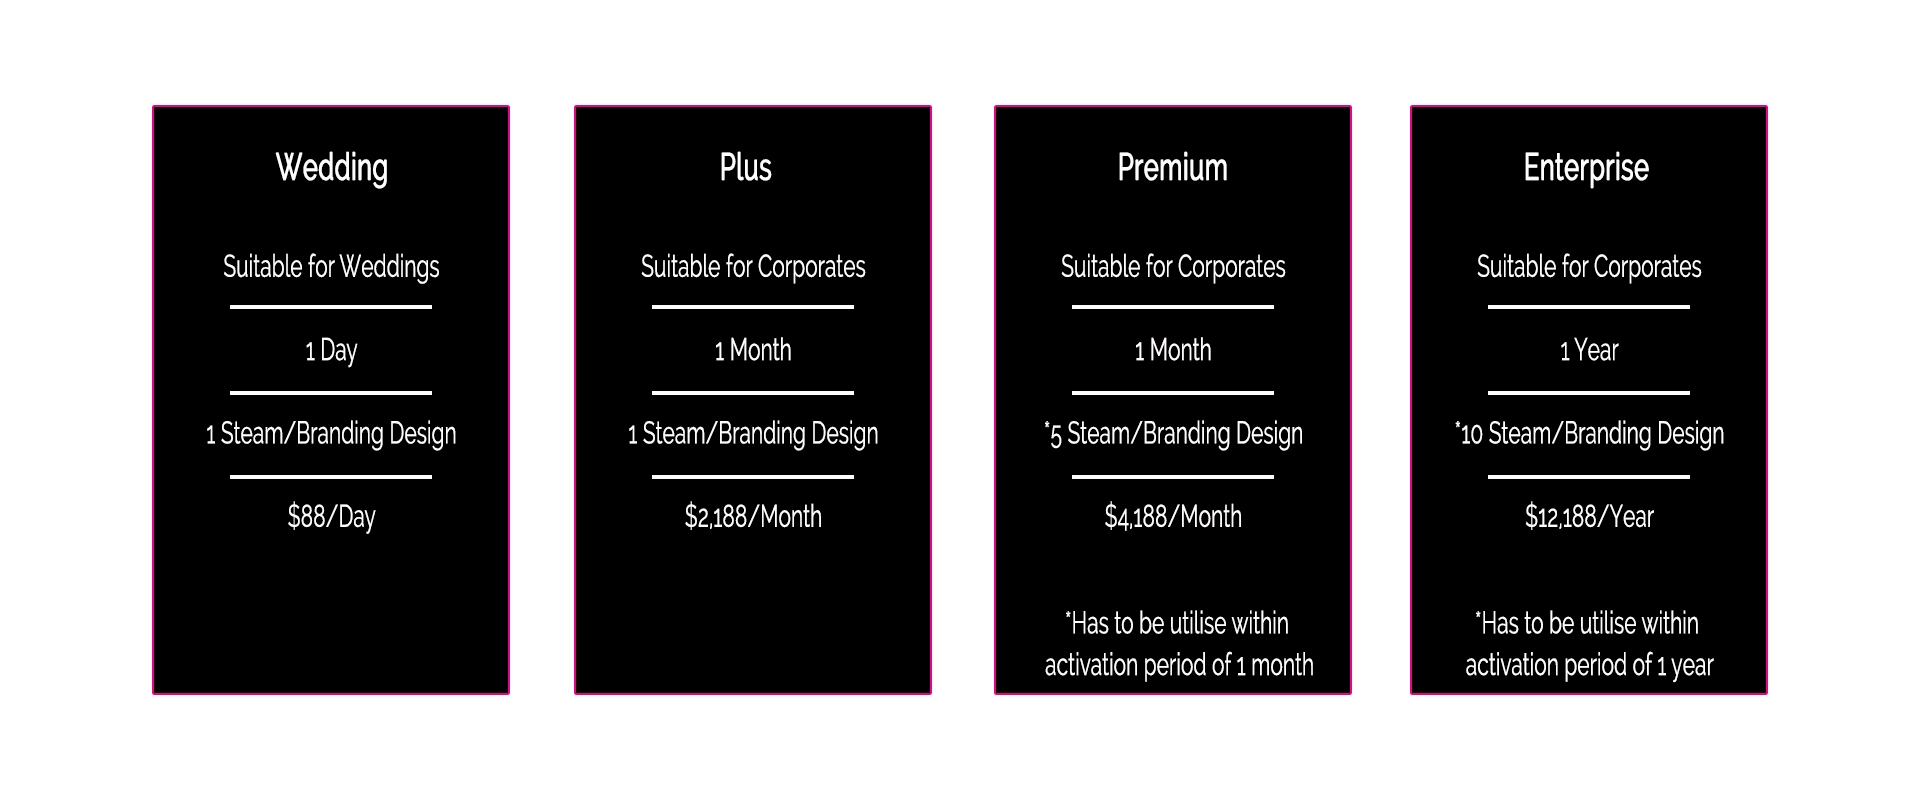 Wedding
Suitable for Weddings
1 Day
1 Steam/Branding Design
$88/Day
Plus
Suitable for Corporates
1 Month
1 Steam/Branding Design
$2,188/Month
Premium
Suitable for Corporates
1 Month
*5 Steam/Branding Design
$4,188/Month
*Has to be utilise within
activation period of 1 month
Enterprise
Suitable for Corporates
1 Year
*10 Steam/Branding Design
$12,188/Year
*Has to be utilise within
activation period of 1 year